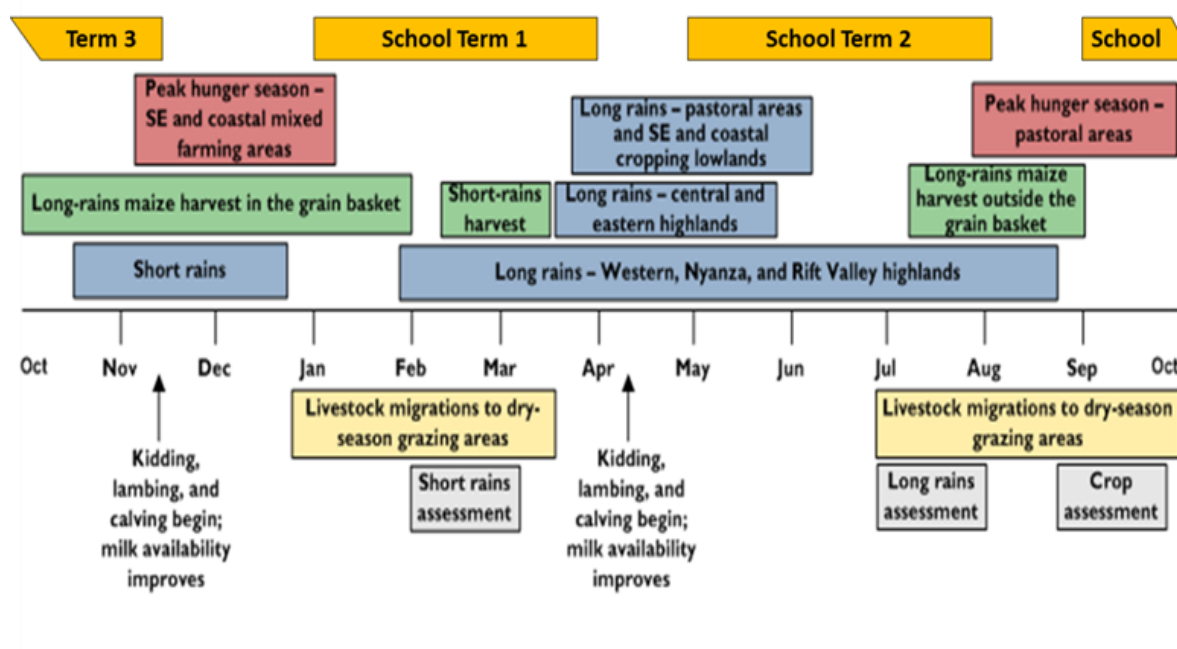 Term 3
School Term 1
School Term 2
School
Peak hunger season –
SE and coastal mixed
farming areas
Long rains – pastoral areas
and SE and coastal
cropping lowlands
Peak hunger season –
pastoral areas
Long-rains maize harvest in the grain basket
Short-rains
harvest
Long rains – central and
eastern highlands
Long-rains maize
harvest outside the
grain basket
Short rains
Long rains – Western, Nyanza, and Rift Valley highlands
Oct Nov Dec Jan Feb Mar Apr May Jun Jul Aug Sep Oct
Livestock migrations to dry-
season grazing areas
Livestock migrations to dry-season
grazing areas
Kidding,
lambing, and
calving begin;
milk availability
improves
Short rains
assessment
Kidding,
lambing, and
calving begin;
milk availability
improves
Long rains
assessment
Crop
assessment